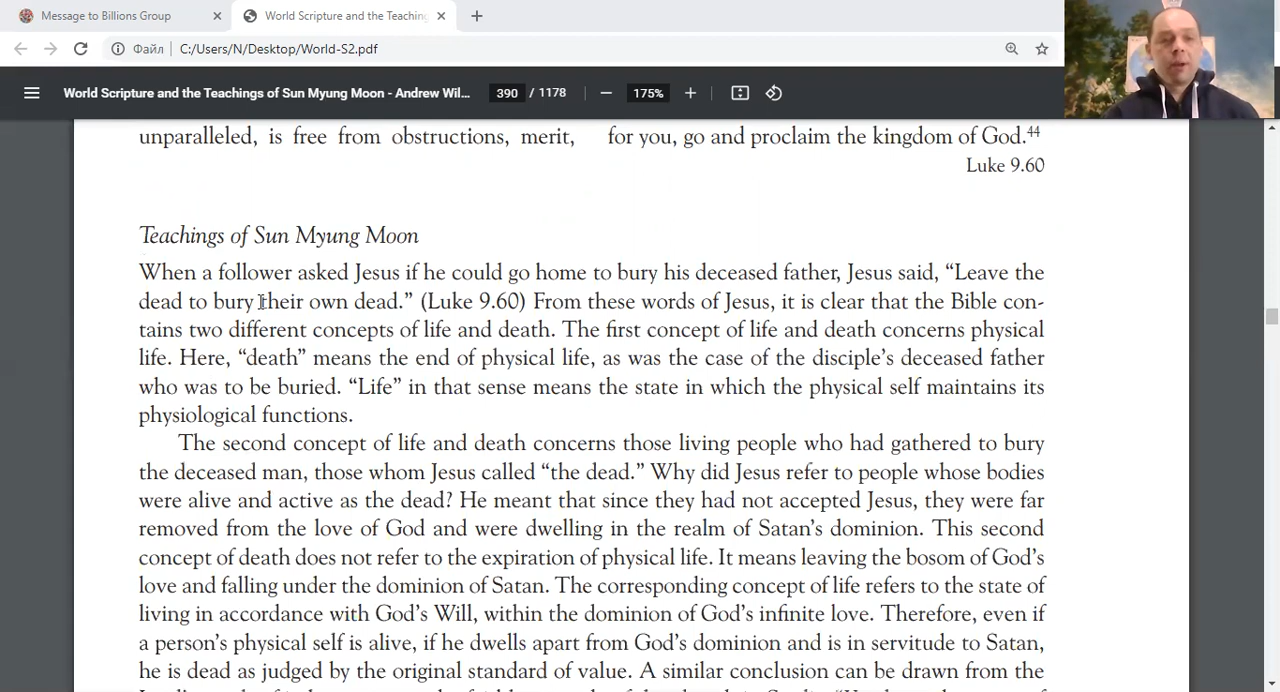 Message to Billions Group
World Scripture and the Teaching
Файл
C:/Users/N/Desktop/World-S2.pdf
World Scripture and the Teachings of Sun Myung Moon - Andrew Wil...
390 / 1178
175%
unparalleled, is free from obstructions, merit,
for you, go and proclaim the kingdom of God.44
Luke 9.60
Teachings of Sun Myung Moon
When a follower asked Jesus if he could go home to bury his deceased father, Jesus said, “Leave the
dead to bury their own dead.” (Luke 9.60) From these words of Jesus, it is clear that the Bible con-
tains two different concepts of life and death. The first concept of life and death concerns physical
life. Here, “death” means the end of physical life, as was the case of the disciple’s deceased father
who was to be buried. “Life” in that sense means the state in which the physical self maintains its
physiological functions.
The second concept of life and death concerns those living people who had gathered to bury
the deceased man, those whom Jesus called “the dead.” Why did Jesus refer to people whose bodies
were alive and active as the dead? He meant that since they had not accepted Jesus, they were far
removed from the love of God and were dwelling in the realm of Satan’s dominion. This second
concept of death does not refer to the expiration of physical life. It means leaving the bosom of God’s
love and falling under the dominion of Satan. The corresponding concept of life refers to the state of
living in accordance with God’s Will, within the dominion of God’s infinite love. Therefore, even if
a person’s physical self is alive, if he dwells apart from God’s dominion and is in servitude to Satan,
he is dead as judged by the original standard of value. A similar conclusion can be drawn from the